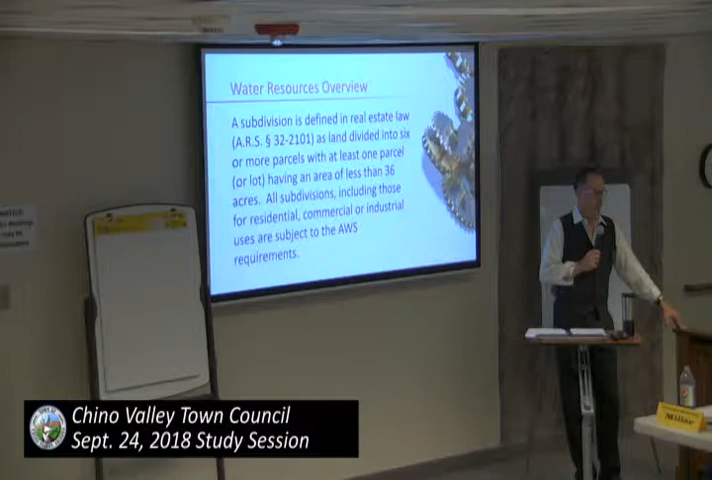 Water Resources Overview
A subdivision is defined in real estate law
(A.R.S. § 32-2101) as land divided into six
or more parcels with at least one parcel
(or lot) having an area of less than 36
acres. All subdivisions, including those
for residential, commercial or industrial
uses are subject to the AWS
requirements.
NOTICE:
Miller
Chino Valley Town Council
Sept. 24, 2018 Study Session